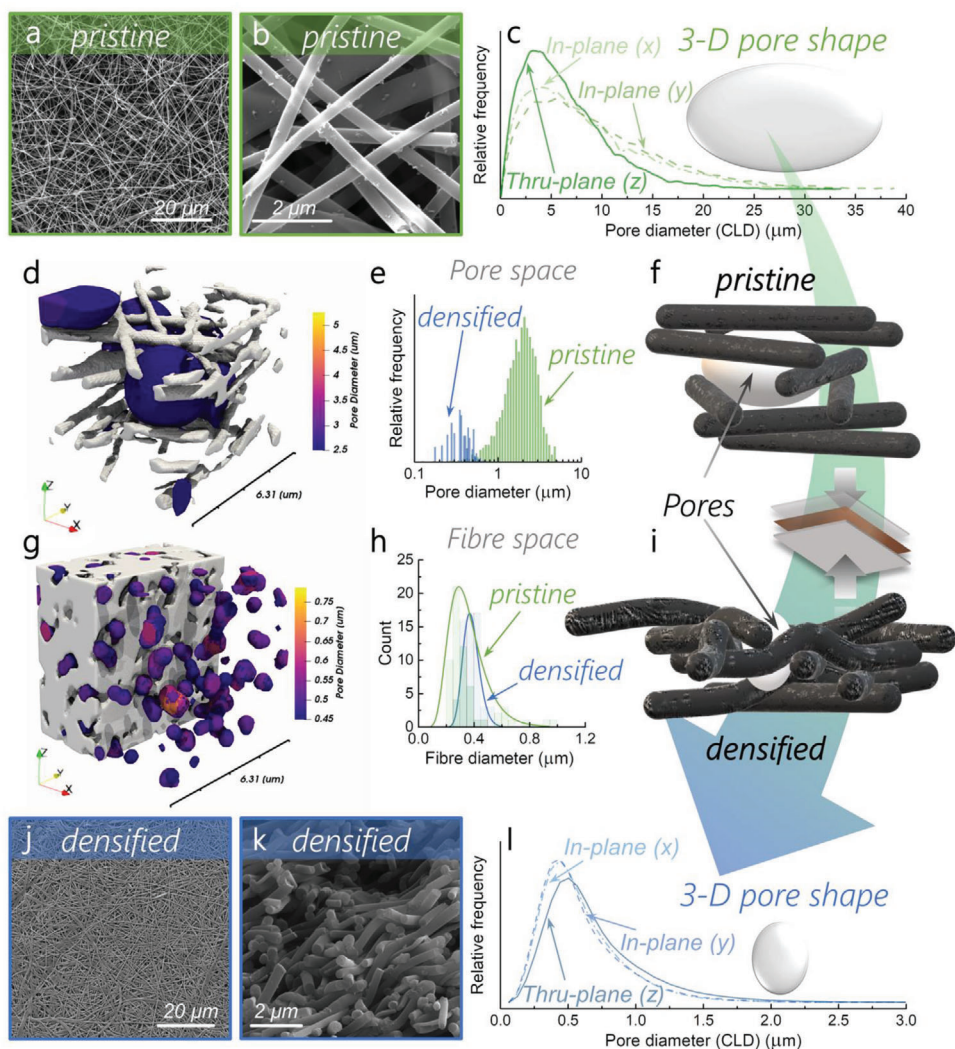 a
pristine
20 μm
b
pristine
2 μm
c
3-D pore shape
In-plane (x)
In-plane (y)
Thru-plane (z)
Relative frequency
0 5 10 15 20 25 30 35 40
Pore diameter (CLD) (μm)
d
5
4.5
4
3.5
3
2.5
Pore Diameter (um)
6.31 (um)
Z
Y
X
e
Pore space
densified
pristine
Relative frequency
0.1 1 10
Pore diameter (μm)
f
pristine
Pores
g
0.75
0.7
0.65
0.6
0.55
0.5
0.45
Pore Diameter (um)
6.31 (um)
Z
Y
X
h
Fibre space
pristine
densified
Count
25
20
15
10
5
0
0.0 0.4 0.8 1.2
Fibre diameter (μm)
i
densified
j
densified
20 μm
k
densified
2 μm
l
In-plane (x)
3-D pore shape
In-plane (y)
Thru-plane (z)
Relative frequency
0.0 0.5 1.0 1.5 2.0 2.5 3.0
Pore diameter (CLD) (μm)